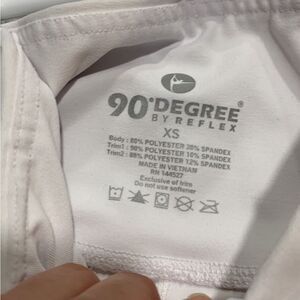 90°DEGREE®
BY REFLEX
XS
Body : 80% POLYESTER 20% SPANDEX
Trim1 : 90% POLYESTER 10% SPANDEX
Trim2 : 88% POLYESTER 12% SPANDEX
MADE IN VIETNAM
RN 144527
Exclusive of trim
Do not use softener